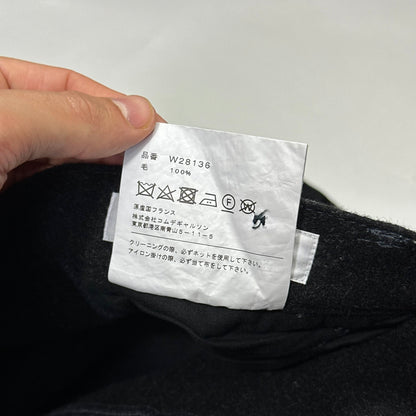 品番 W28136
毛 100%
F W
原産国フランス
株式会社コムデギャルソン
東京都港区南青山5-11-5
クリーニングの際、必ずネットを使用して下さい。
アイロン掛けの際、必ず当て布をして下さい。